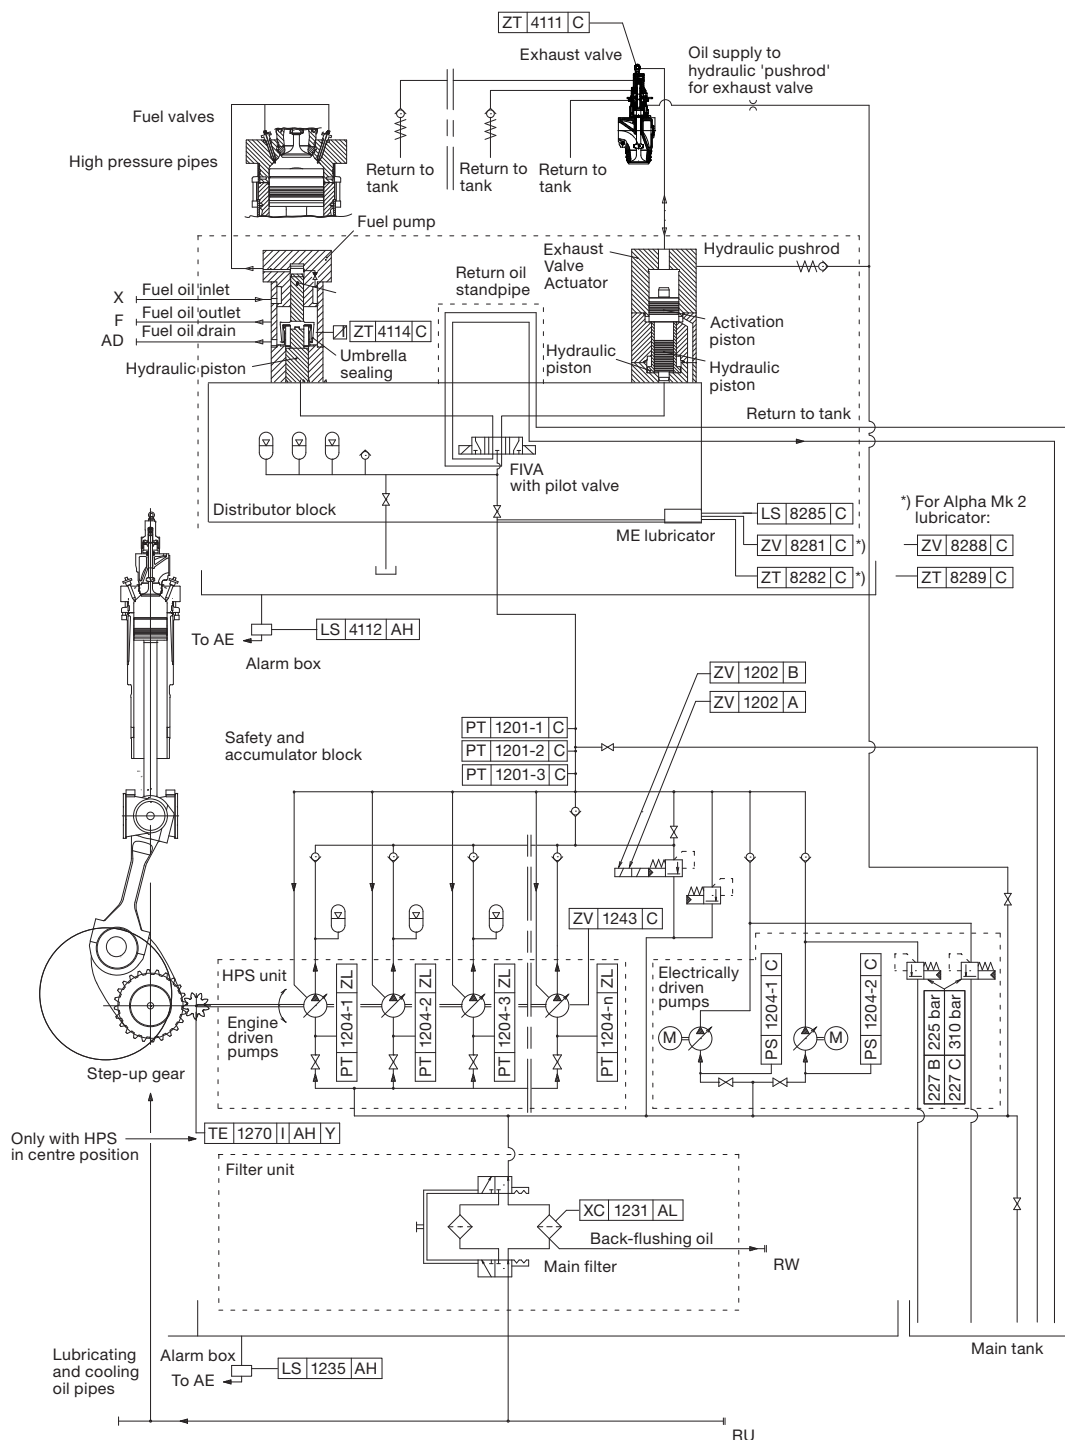 ZT 4111 C
Exhaust valve
Oil supply to
hydraulic 'pushrod'
for exhaust valve
Fuel valves
High pressure pipes
Return to
tank
Return to
tank
Return to
tank
Fuel pump
Hydraulic pushrod
Exhaust
Valve
Actuator
Return oil
standpipe
X
Fuel oil inlet
F
Fuel oil outlet
AD
Fuel oil drain
ZT 4114 C
Umbrella
sealing
Hydraulic piston
Activation
piston
Hydraulic
piston
Hydraulic
piston
Return to tank
FIVA
with pilot valve
Distributor block
ME lubricator
LS 8285 C
ZV 8281 C *)
ZT 8282 C *)
*) For Alpha Mk 2
lubricator:
ZV 8288 C
ZT 8289 C
To AE
LS 4112 AH
Alarm box
ZV 1202 B
ZV 1202 A
Safety and
accumulator block
PT 1201-1 C
PT 1201-2 C
PT 1201-3 C
ZV 1243 C
HPS unit
Engine
driven
pumps
PT 1204-1 ZL
PT 1204-2 ZL
PT 1204-3 ZL
PT 1204-n ZL
Electrically
driven pumps
M
PS 1204-1 C
M
PS 1204-2 C
227 B 225 bar
227 C 310 bar
Step-up gear
Only with HPS
in centre position
TE 1270 I AH Y
Filter unit
XC 1231 AL
Back-flushing oil
Main filter
RW
Lubricating
and cooling
oil pipes
Alarm box
To AE
LS 1235 AH
Main tank
RU